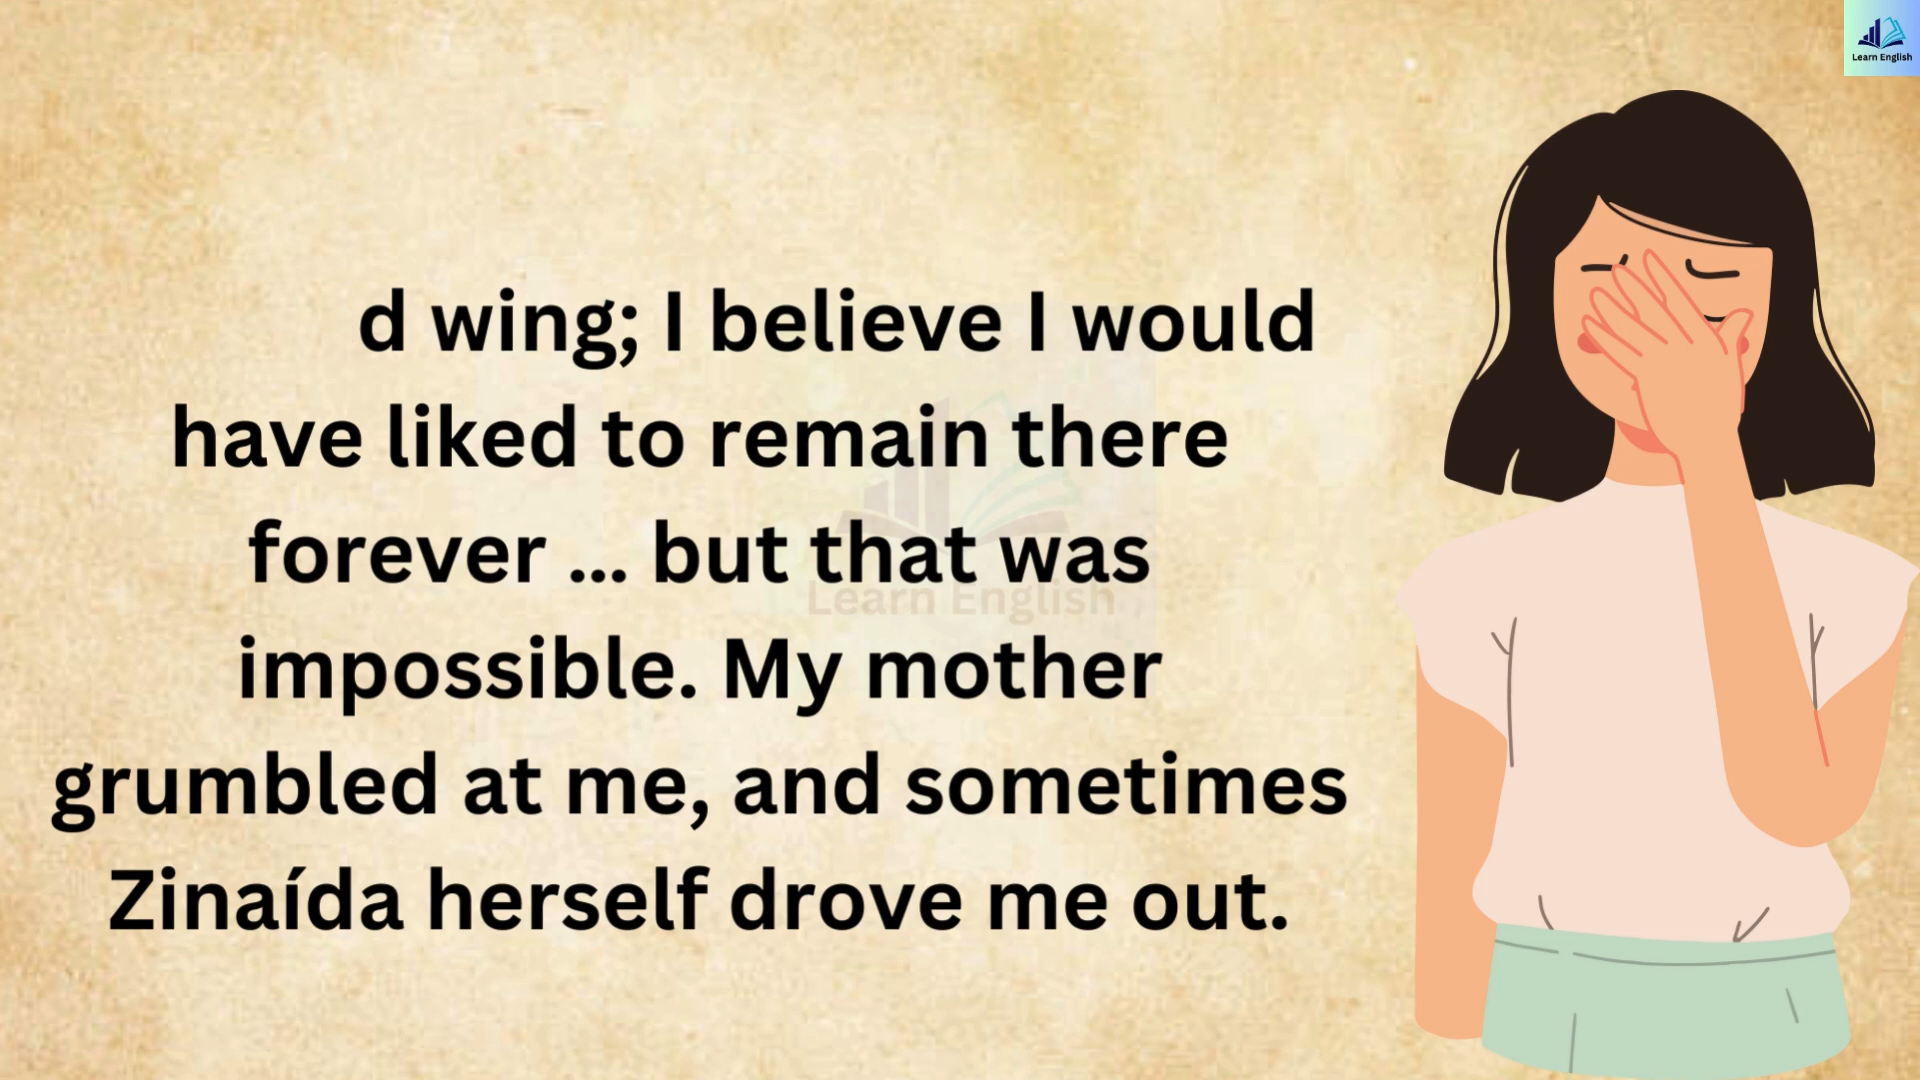 Learn English
d wing; I believe I would
have liked to remain there
forever ... but that was
Learn English
impossible. My mother
grumbled at me, and sometimes
Zinaída herself drove me out.